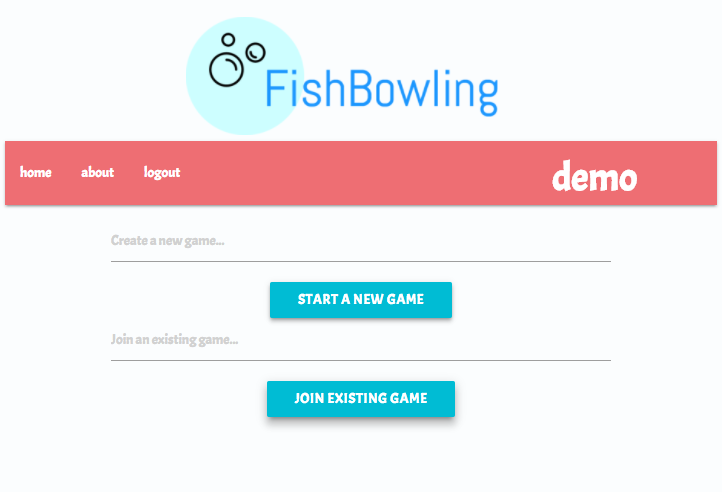 FishBowling
home about logout demo
Create a new game...
START A NEW GAME
Join an existing game...
JOIN EXISTING GAME